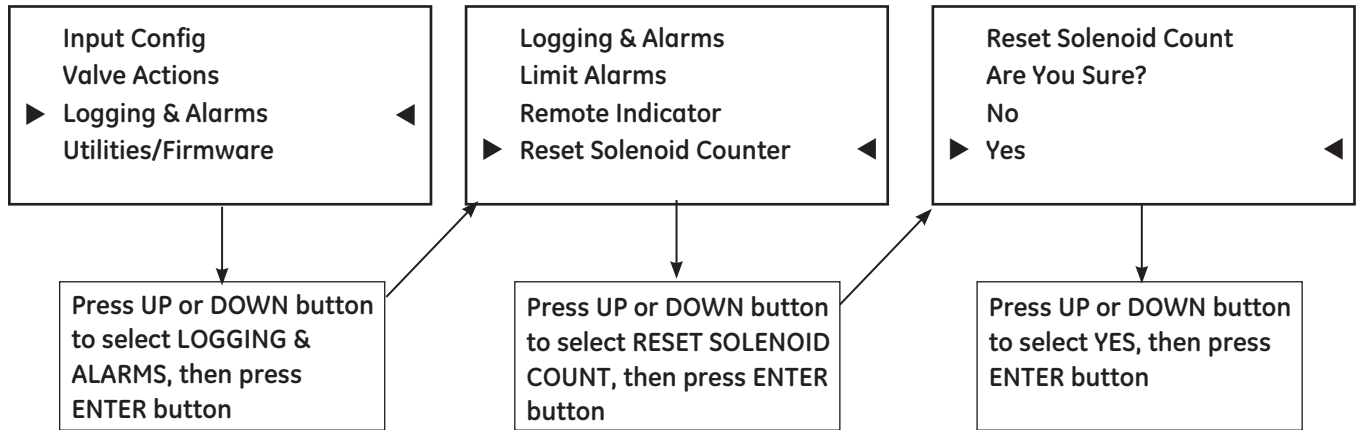 Input Config
Valve Actions
Logging & Alarms
Utilities/Firmware
Press UP or DOWN button
to select LOGGING &
ALARMS, then press
ENTER button
Logging & Alarms
Limit Alarms
Remote Indicator
Reset Solenoid Counter
Press UP or DOWN button
to select RESET SOLENOID
COUNT, then press ENTER
button
Reset Solenoid Count
Are You Sure?
No
Yes
Press UP or DOWN button
to select YES, then press
ENTER button